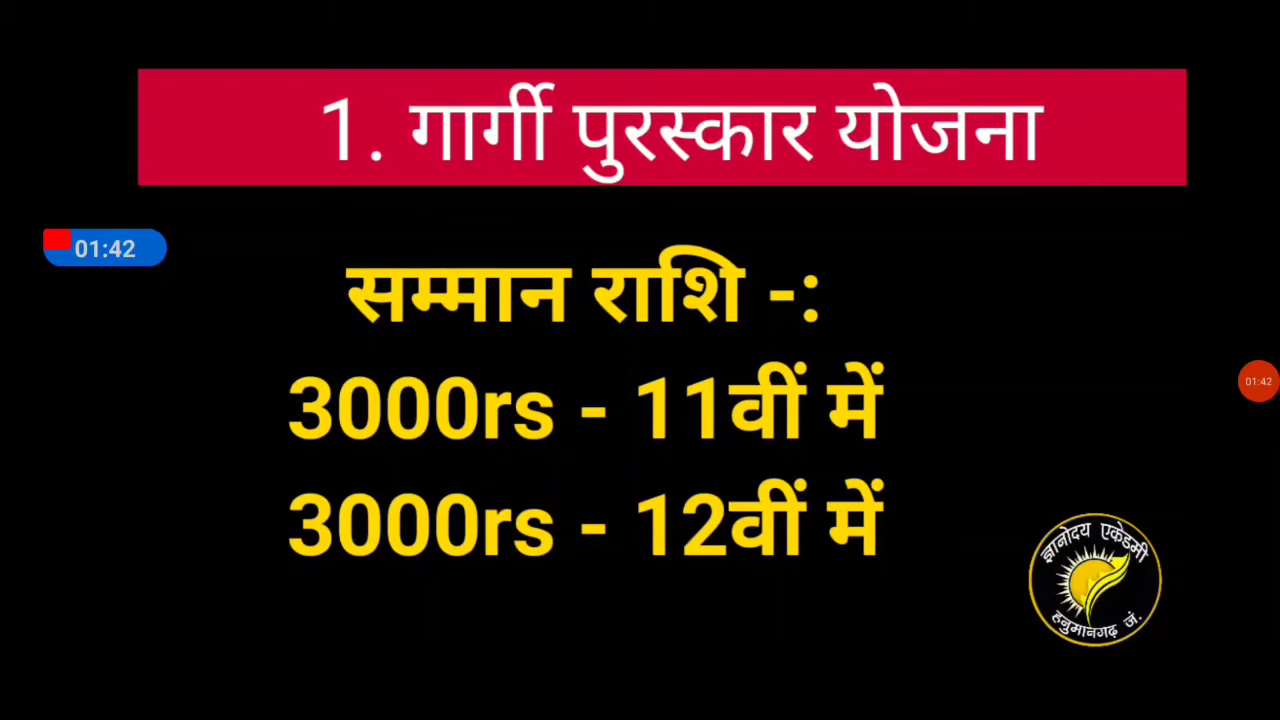 1. गार्गी पुरस्कार योजना
01:42
सम्मान राशि -:
3000rs - 11वीं में
01:42
3000rs - 12वीं में
ज्ञानोदय एकेडमी
हनुमानगढ़ जं.